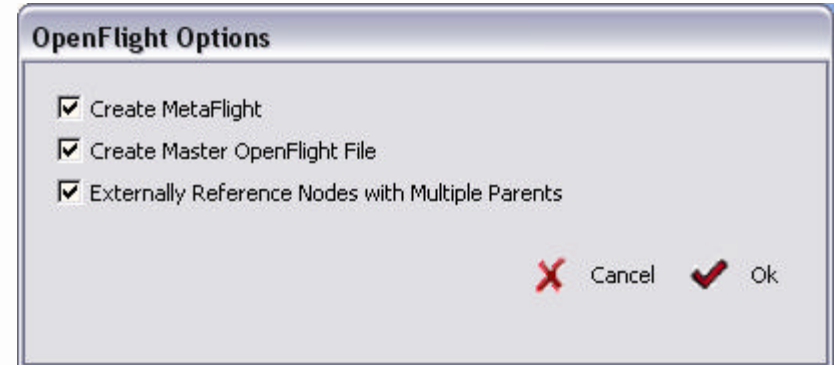 OpenFlight Options
Create MetaFlight
Create Master OpenFlight File
Externally Reference Nodes with Multiple Parents
Cancel Ok